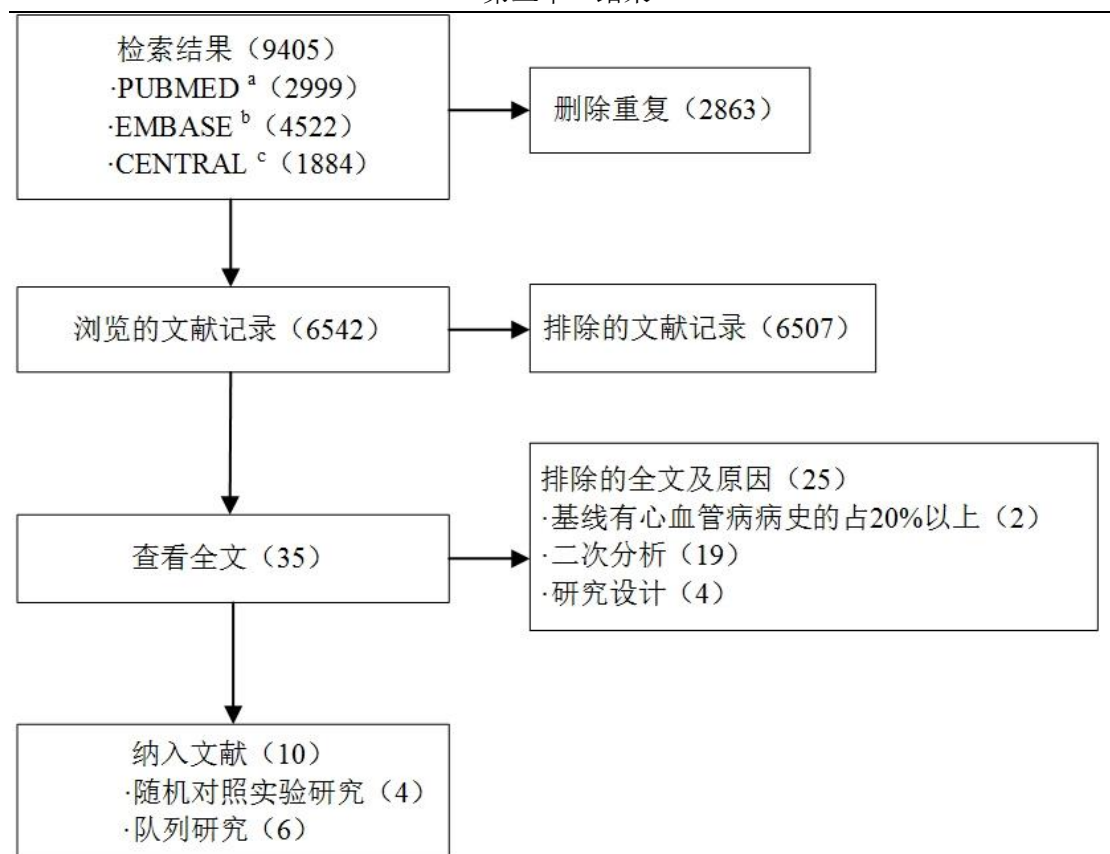 检索结果（9405）
·PUBMED a（2999）
·EMBASE b（4522）
·CENTRAL c（1884）
删除重复（2863）
浏览的文献记录（6542）
排除的文献记录（6507）
查看全文（35）
排除的全文及原因（25）
·基线有心血管病病史的占20%以上（2）
·二次分析（19）
·研究设计（4）
纳入文献（10）
·随机对照实验研究（4）
·队列研究（6）